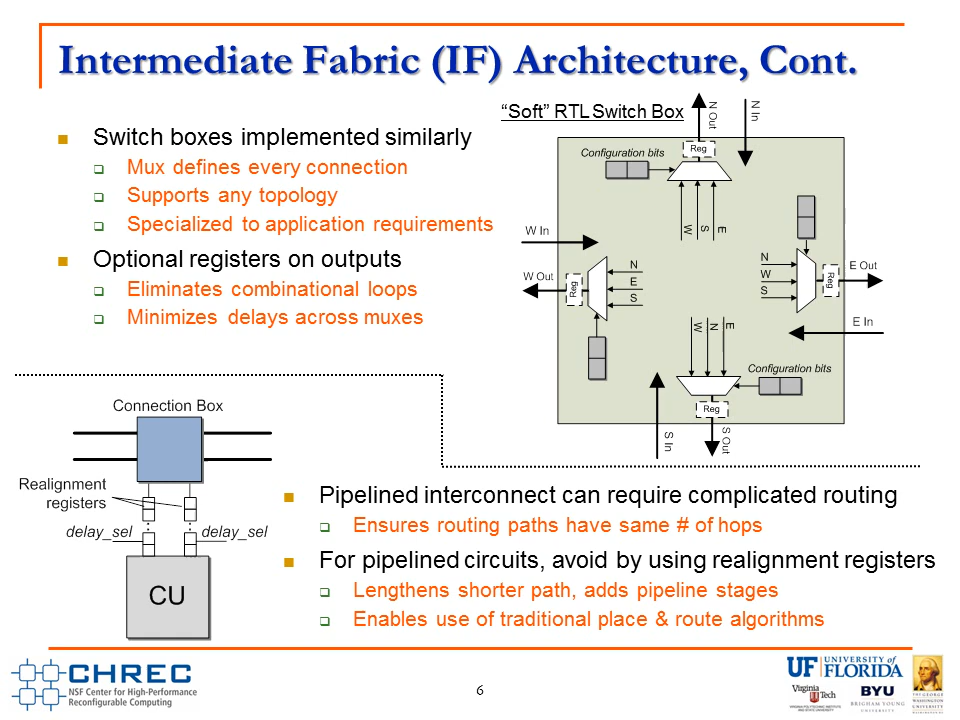 Intermediate Fabric (IF) Architecture, Cont.
Switch boxes implemented similarly
Mux defines every connection
Supports any topology
Specialized to application requirements
Optional registers on outputs
Eliminates combinational loops
Minimizes delays across muxes
“Soft” RTL Switch Box
N Out
N In
Reg
Configuration bits
W
S
E
W In
W Out
Reg
N
E
S
N
W
S
Reg
E Out
E In
W
N
E
Configuration bits
Reg
S In
S Out
Connection Box
Realignment
registers
delay_sel
delay_sel
CU
Pipelined interconnect can require complicated routing
Ensures routing paths have same # of hops
For pipelined circuits, avoid by using realignment registers
Lengthens shorter path, adds pipeline stages
Enables use of traditional place & route algorithms
CHREC
NSF Center for High-Performance
Reconfigurable Computing
6
UF UNIVERSITY of
FLORIDA
Virginia
Tech
BYU
BRIGHAM YOUNG
UNIVERSITY